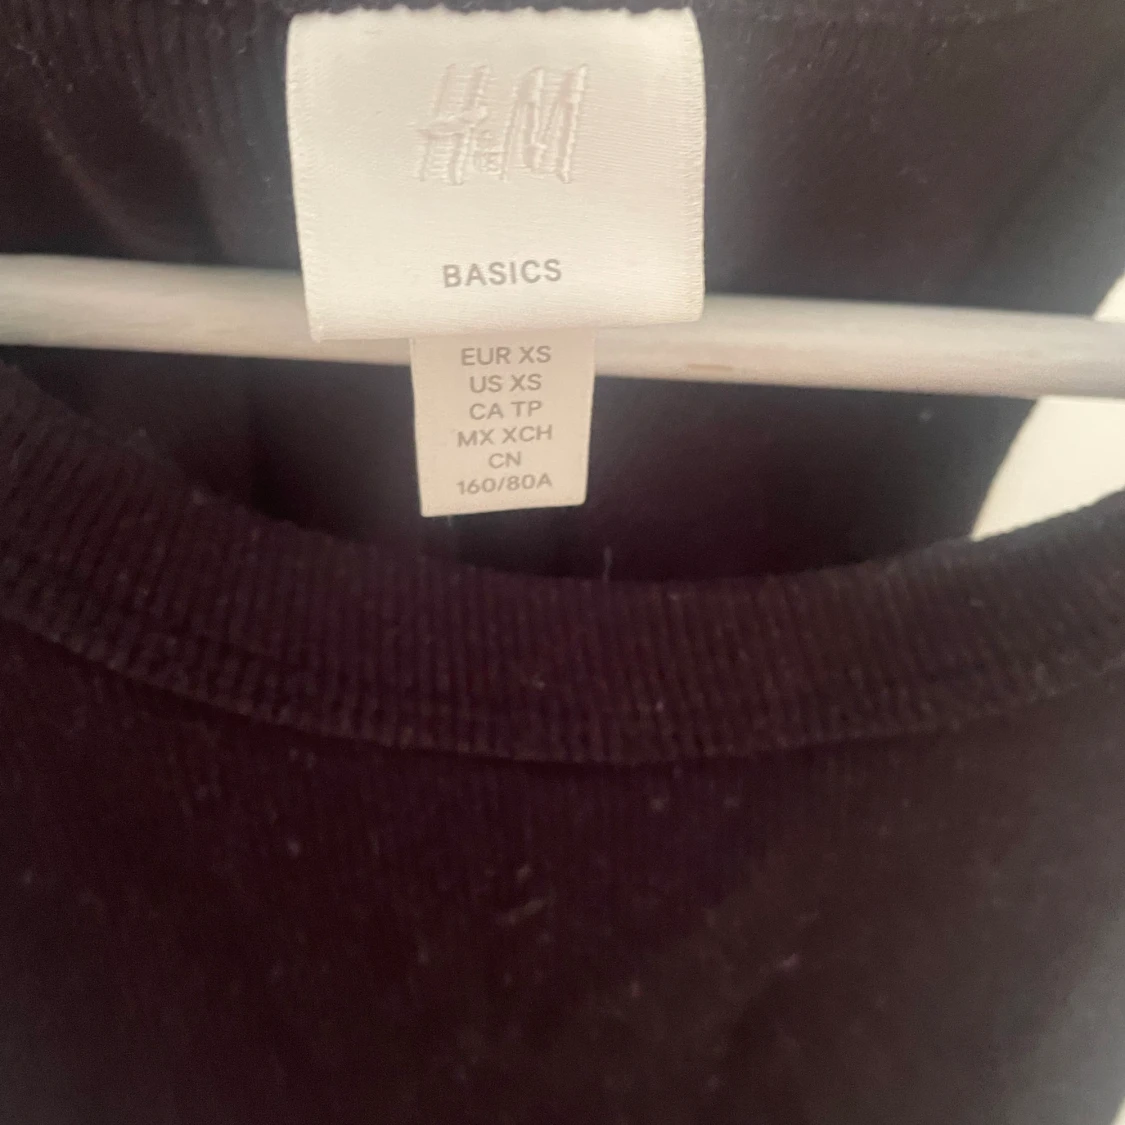 H&M
BASICS
EUR XS
US XS
CA TP
MX XCH
CN
160/80A